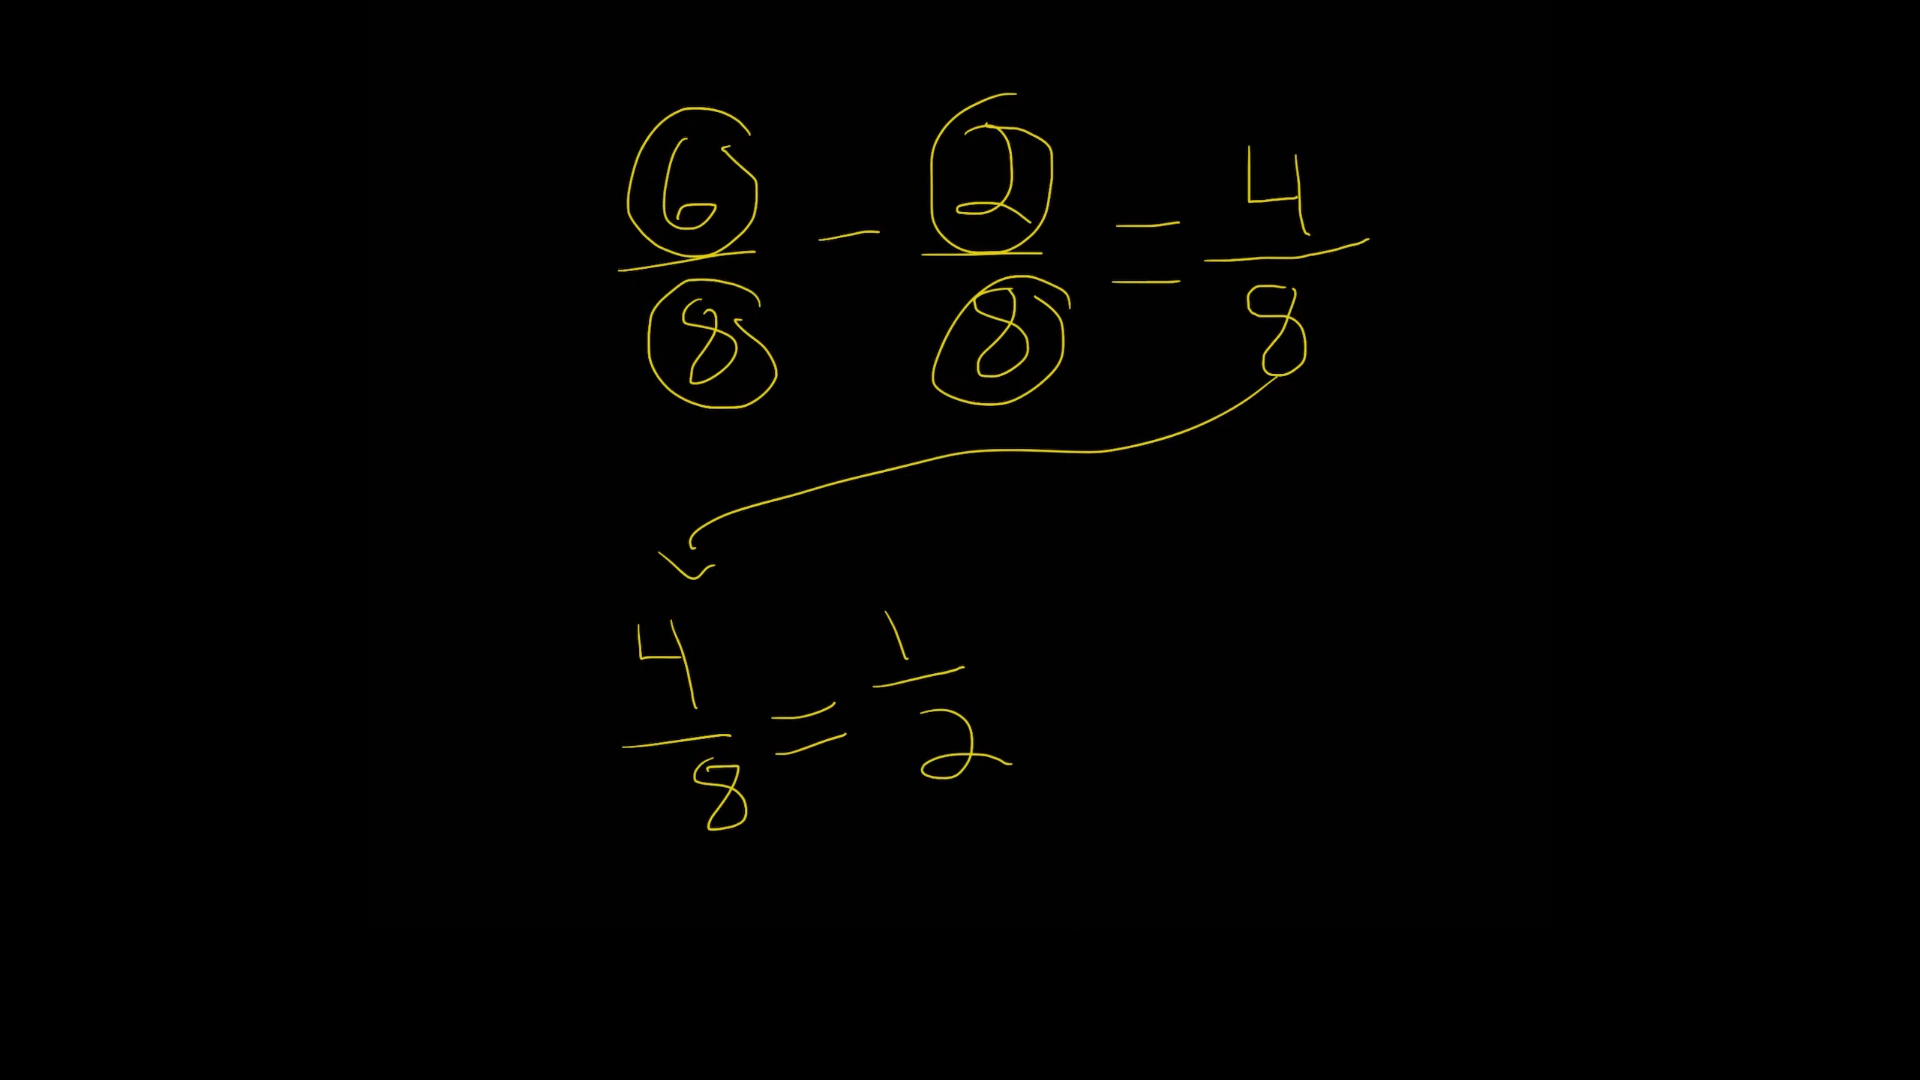 6/8 - 2/8 = 4/8
4/8 = 1/2